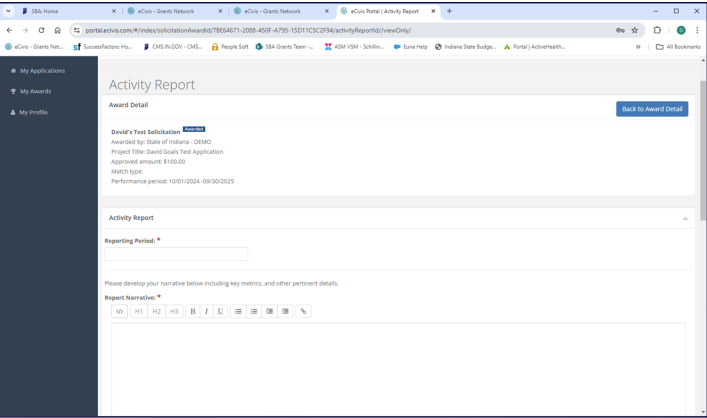 SBA: Home
eCivis - Grants Network
eCivis - Grants Network
eCivis Portal | Activity Report
portal.ecivis.com/#/index/solicitationAwardId/78E64671-2088-450F-A795-15D11C5C2F94/activityReportId//viewOnly/
eCivis - Grants Net...
SuccessFactors: Ho...
CMS.IN.GOV - CMS...
People Soft
SBA Grants Team -...
ASM VSM - Schillin...
Euna Help
Indiana State Budge...
Portal | ActiveHealth...
All Bookmarks
My Applications
My Awards
My Profile
Activity Report
Award Detail
Back to Award Detail
David's Test Solicitation Awarded
Awarded by: State of Indiana - DEMO
Project Title: David Goals Test Application
Approved amount: $100.00
Match type:
Performance period: 10/01/2024 -09/30/2025
Activity Report
Reporting Period: *
Please develop your narrative below including key metrics, and other pertinent details.
Report Narrative: *
H1 H2 H3 B I U